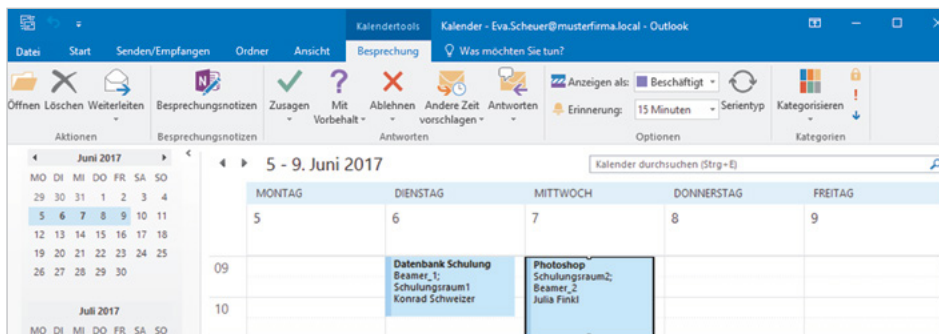 Kalendertools
Kalender - Eva.Scheuer@musterfirma.local - Outlook
Datei Start Senden/Empfangen Ordner Ansicht Besprechung Was möchten Sie tun?
Öffnen Löschen Weiterleiten
Besprechungsnotizen
Zusagen
Mit Vorbehalt
Ablehnen
Andere Zeit vorschlagen
Antworten
Anzeigen als: Beschäftigt
Erinnerung: 15 Minuten
Serientyp
Kategorisieren
Aktionen Besprechungsnotizen Antworten Optionen Kategorien
Juni 2017
MO DI MI DO FR SA SO
29 30 31 1 2 3 4
5 6 7 8 9 10 11
12 13 14 15 16 17 18
19 20 21 22 23 24 25
26 27 28 29 30
Juli 2017
MO DI MI DO FR SA SO
5 - 9. Juni 2017
Kalender durchsuchen (Strg+E)
MONTAG DIENSTAG MITTWOCH DONNERSTAG FREITAG
5 6 7 8 9
09
10
Datenbank Schulung
Beamer_1;
Schulungsraum1
Konrad Schweizer
Photoshop
Schulungsraum2;
Beamer_2
Julia Finkl